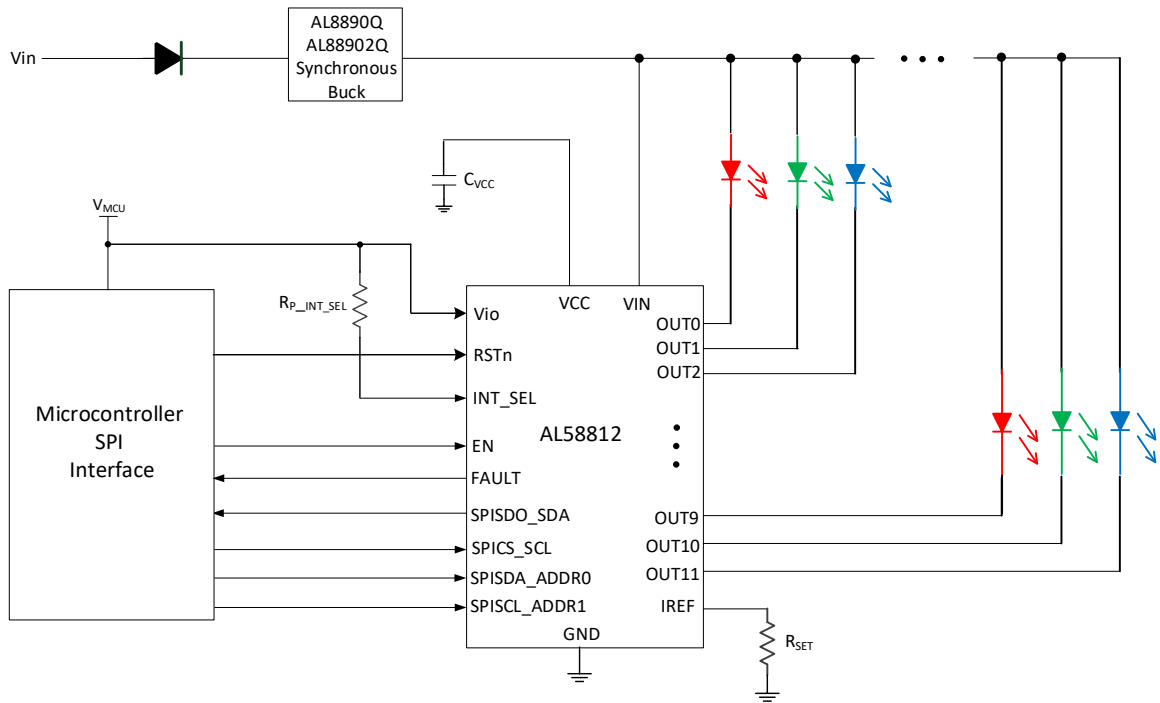 AL8890Q
AL88902Q
Synchronous
Buck
Vin
C_VCC
V_MCU
R_P__INT_SEL
VCC
VIN
Vio
OUT0
RSTn
OUT1
OUT2
INT_SEL
Microcontroller
SPI
Interface
AL58812
EN
FAULT
SPISDO_SDA
OUT9
SPICS_SCL
OUT10
SPISDA_ADDR0
OUT11
SPISCL_ADDR1
IREF
GND
R_SET